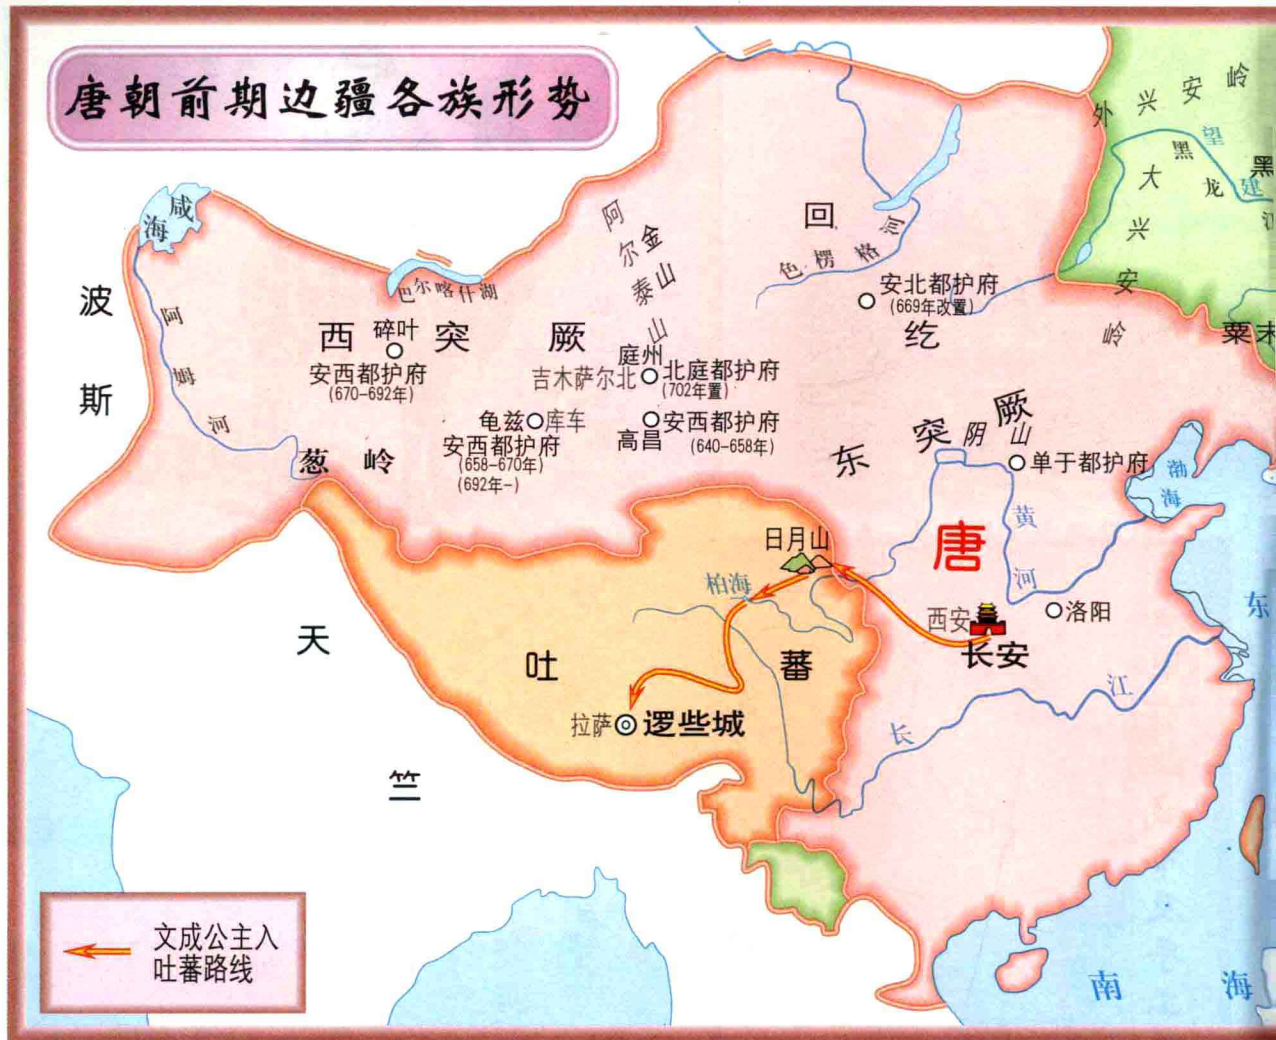 唐朝前期边疆各族形势
外兴安岭
望建
黑龙江
黑
大兴安岭
粟末
咸海
波斯
阿姆河
葱岭
巴尔喀什湖
西突厥
碎叶
安西都护府
(670-692年)
阿尔泰山
金山
庭州
吉木萨尔北
北庭都护府
(702年置)
龟兹
库车
安西都护府
(658-670年)
(692年-)
高昌
安西都护府
(640-658年)
回纥
色楞格河
安北都护府
(669年改置)
东突厥
阴山
单于都护府
渤海
黄河
唐
日月山
柏海
西安
长安
洛阳
东
吐蕃
拉萨
逻些城
长江
天竺
南海
文成公主入
吐蕃路线